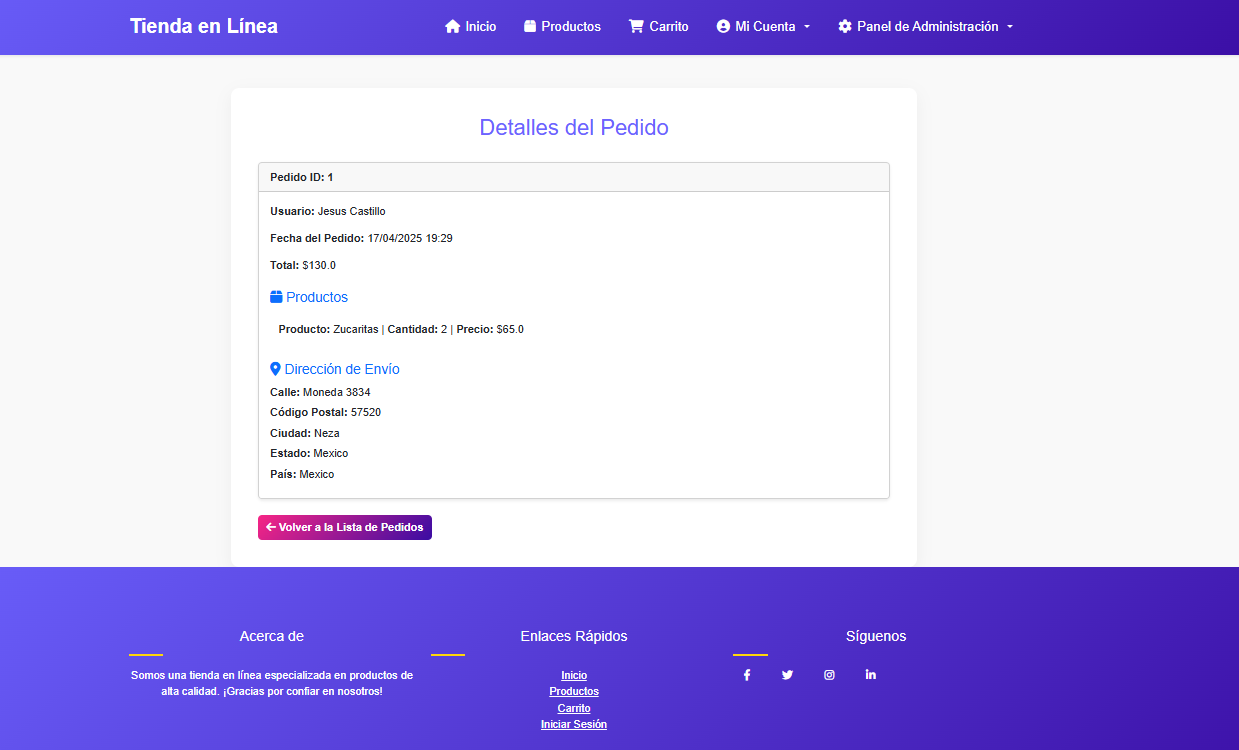 Tienda en Línea
Inicio
Productos
Carrito
Mi Cuenta
Panel de Administración
Detalles del Pedido
Pedido ID: 1
Usuario: Jesus Castillo
Fecha del Pedido: 17/04/2025 19:29
Total: $130.0
Productos
Producto: Zucaritas | Cantidad: 2 | Precio: $65.0
Dirección de Envío
Calle: Moneda 3834
Código Postal: 57520
Ciudad: Neza
Estado: Mexico
País: Mexico
Volver a la Lista de Pedidos
Acerca de
Somos una tienda en línea especializada en productos de
alta calidad. ¡Gracias por confiar en nosotros!
Enlaces Rápidos
Inicio
Productos
Carrito
Iniciar Sesión
Síguenos